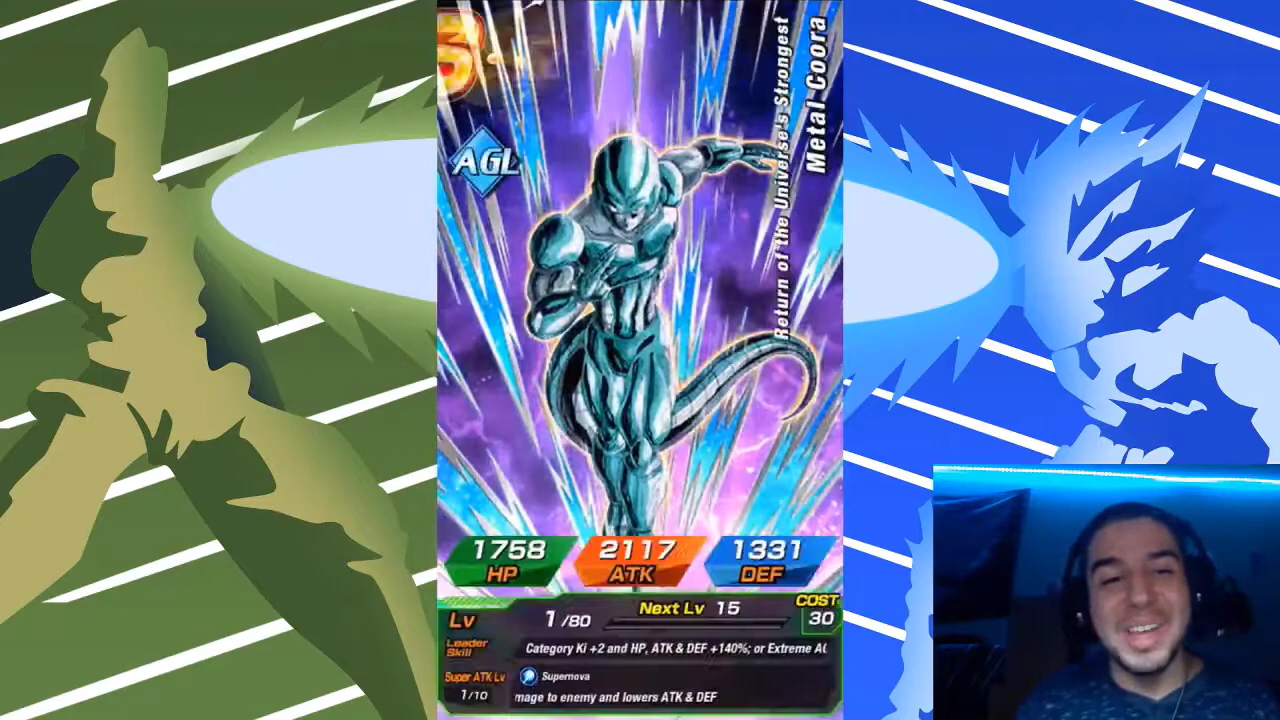 AGL
Return of the Universe's Strongest
Metal Coora
1758
HP
2117
ATK
1331
DEF
Lv
1/80
Next Lv 15
COST
30
Leader
Skill
Category Ki +2 and HP, ATK & DEF +140%; or Extreme
Super ATK Lv
1/10
Supernova
mage to enemy and lowers ATK & DEF